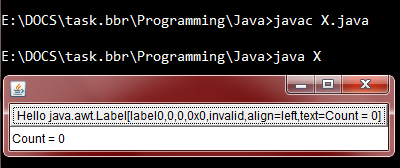 E:\DOCS\task.bbr\Programming\Java>javac X.java
E:\DOCS\task.bbr\Programming\Java>java X
Hello java.awt.Label[label0,0,0,0x0,invalid,align=left,text=Count = 0]
Count = 0